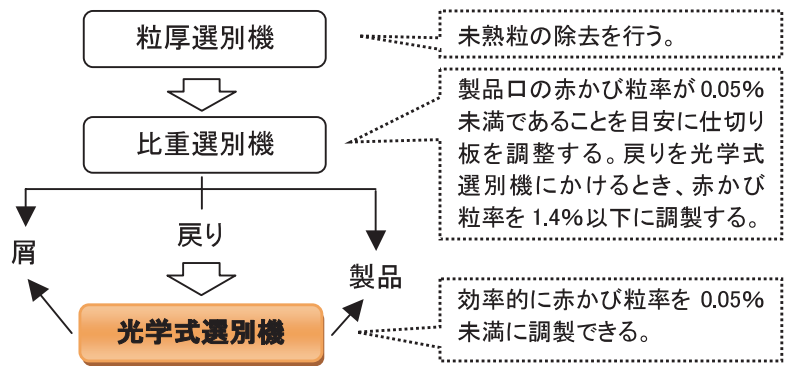 粒厚選別機
未熟粒の除去を行う。
比重選別機
製品口の赤かび粒率が 0.05%
未満であることを目安に仕切り
板を調整する。戻りを光学式
選別機にかけるとき、赤かび
粒率を 1.4%以下に調製する。
屑
戻り
製品
光学式選別機
効率的に赤かび粒率を 0.05%
未満に調製できる。